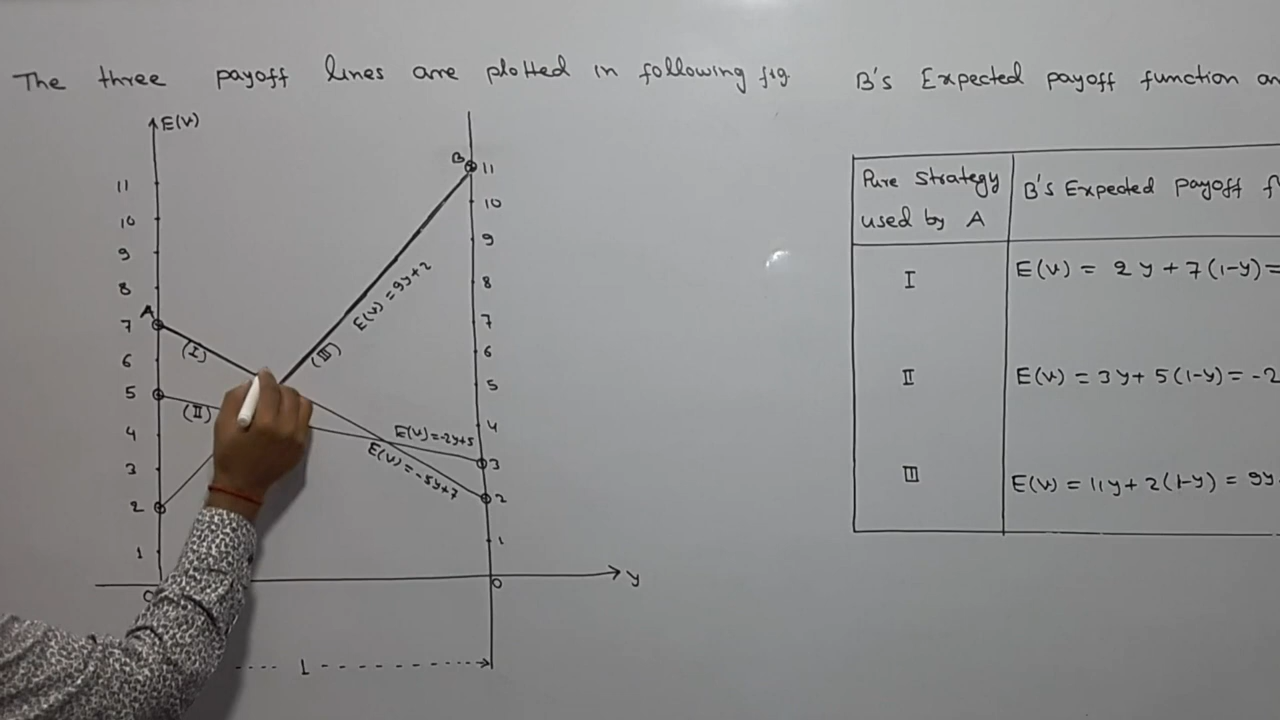 The three payoff lines are plotted in following fig.
B's Expected payoff function an
E(V)
11
10
9
8
7
6
5
4
3
2
1
A
B
11
10
9
8
7
6
5
4
3
2
1
0
(I)
(II)
(III)
E(V) = 9y+2
E(V)=-2y+5
E(V)=-5y+7
y
1
Pure Strategy
used by A
B's Expected Payoff f
I
E(V) = 2y+7(1-y)=
II
E(V) = 3y+5(1-y)=-2
III
E(V) = 11y+2(1-y)=9y